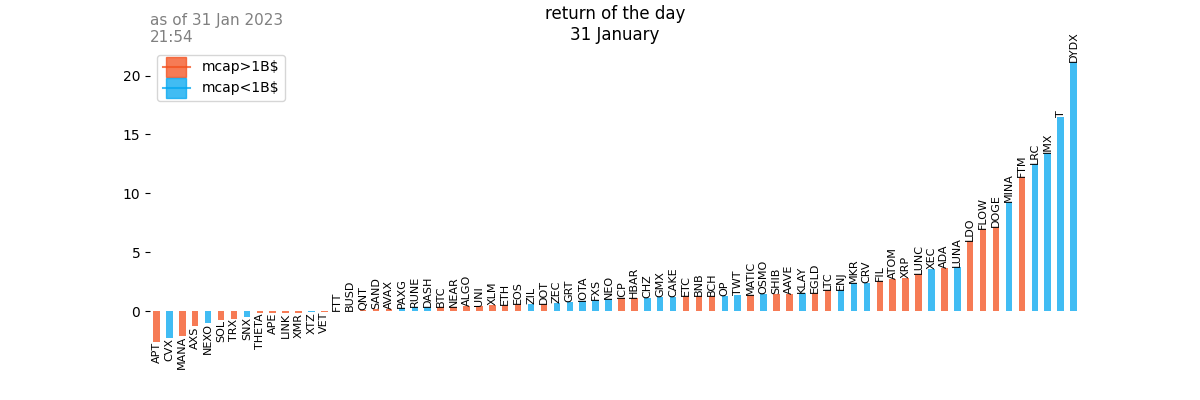 as of 31 Jan 2023
21:54
return of the day
31 January
mcap>1B$
mcap<1B$
20
15
10
5
0
APT
CVX
MANA
AXS
NEXO
SOL
TRX
SNX
THETA
APE
LINK
XMR
XTZ
VET
FTT
BUSD
QNT
SAND
AVAX
PAXG
RUNE
DASH
BTC
NEAR
ALGO
UNI
XLM
ETH
EOS
ZIL
DOT
ZEC
GRT
IOTA
FXS
NEO
ICP
HBAR
CHZ
GMX
CAKE
ETC
BNB
BCH
OP
TWT
MATIC
OSMO
SHIB
AAVE
KLAY
EGLD
LTC
ENJ
MKR
CRV
FIL
ATOM
XRP
LUNC
XEC
ADA
LUNA
LDO
FLOW
DOGE
MINA
FTM
LRC
IMX
T
DYDX